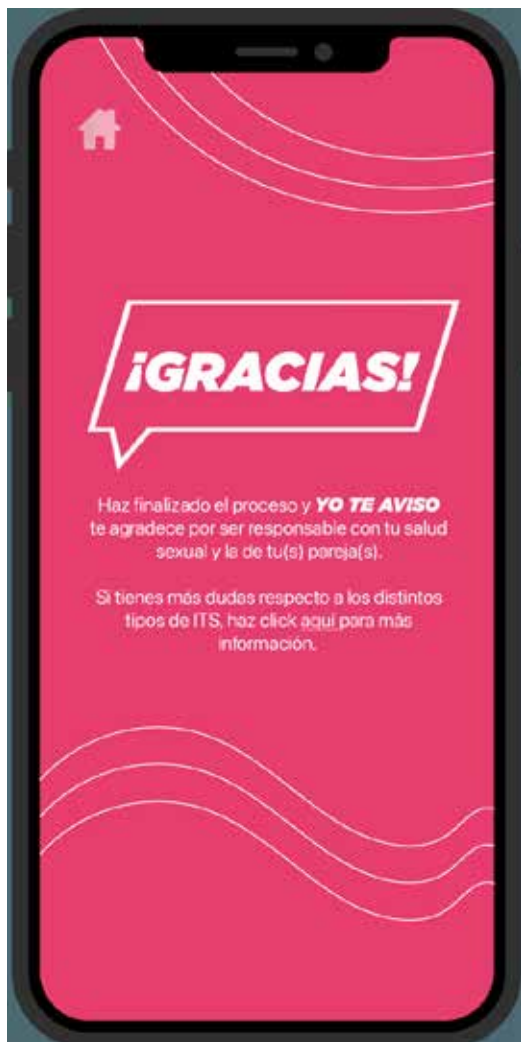 ¡GRACIAS!
Haz finalizado el proceso y YO TE AVISO
te agradece por ser responsable con tu salud
sexual y la de tu(s) pareja(s).
Si tienes más dudas respecto a los distintos
tipos de ITS, haz click aquí para más
información.